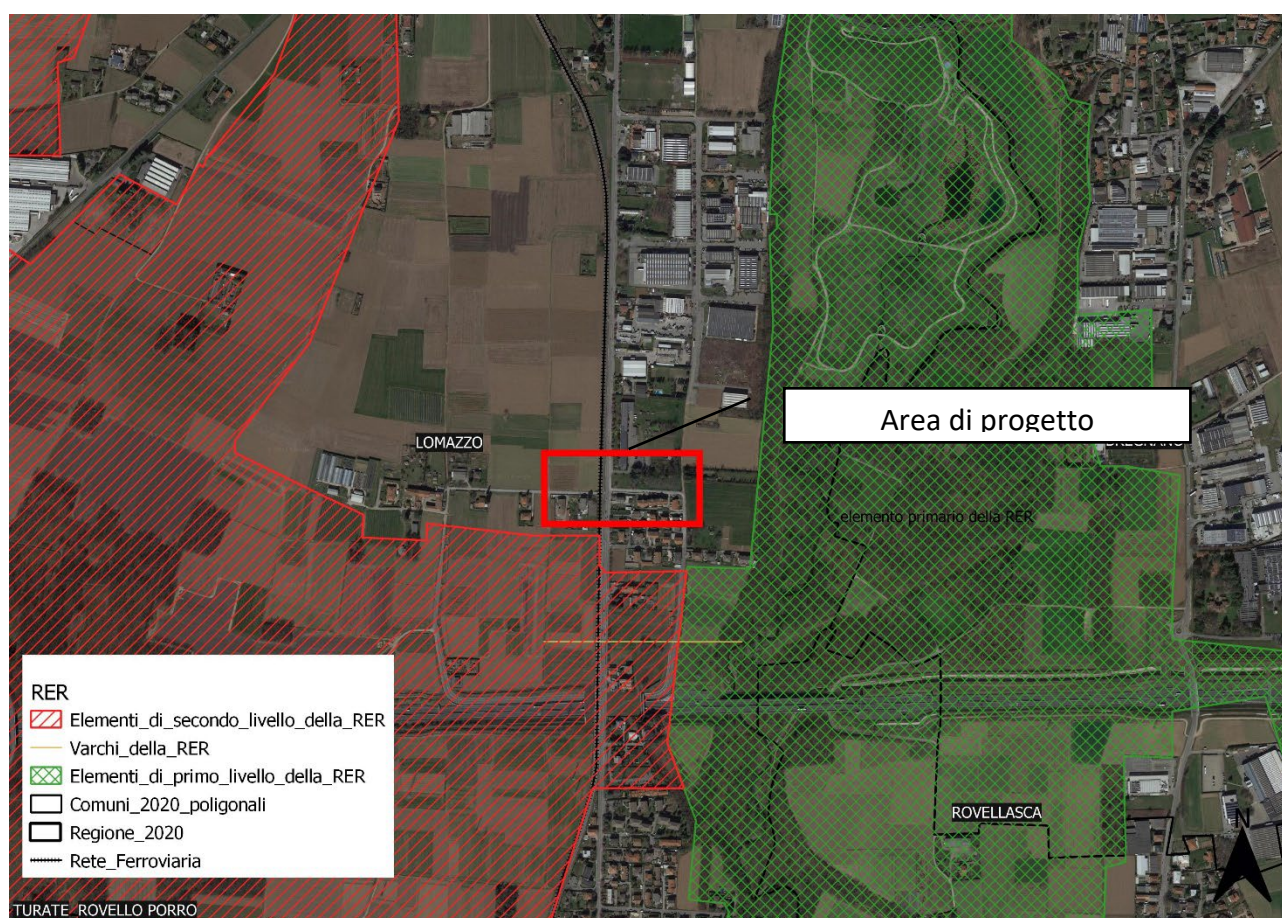 Area di progetto
LOMAZZO
BREGNANO
elemento primario della RER
RER
Elementi_di_secondo_livello_della_RER
Varchi_della_RER
Elementi_di_primo_livello_della_RER
Comuni_2020_poligonali
Regione_2020
Rete_Ferroviaria
ROVELLASCA
N
TURATE ROVELLO PORRO